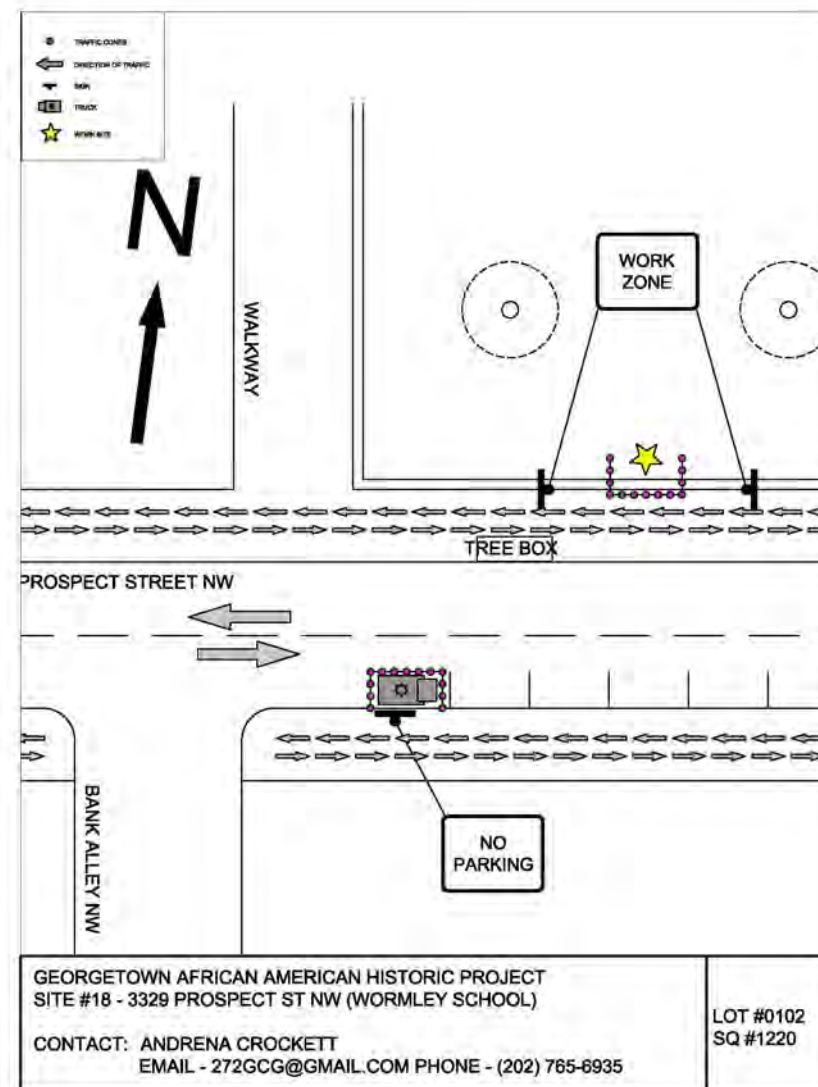 TRAFFIC CONES
DIRECTION OF TRAFFIC
SIGN
TRUCK
WORK SITE
N
WORK
ZONE
WALKWAY
TREE BOX
PROSPECT STREET NW
NO
PARKING
BANK ALLEY NW
GEORGETOWN AFRICAN AMERICAN HISTORIC PROJECT
SITE #18 - 3329 PROSPECT ST NW (WORMLEY SCHOOL)
CONTACT: ANDRENA CROCKETT
EMAIL - 272GCG@GMAIL.COM PHONE - (202) 765-6935
LOT #0102
SQ #1220